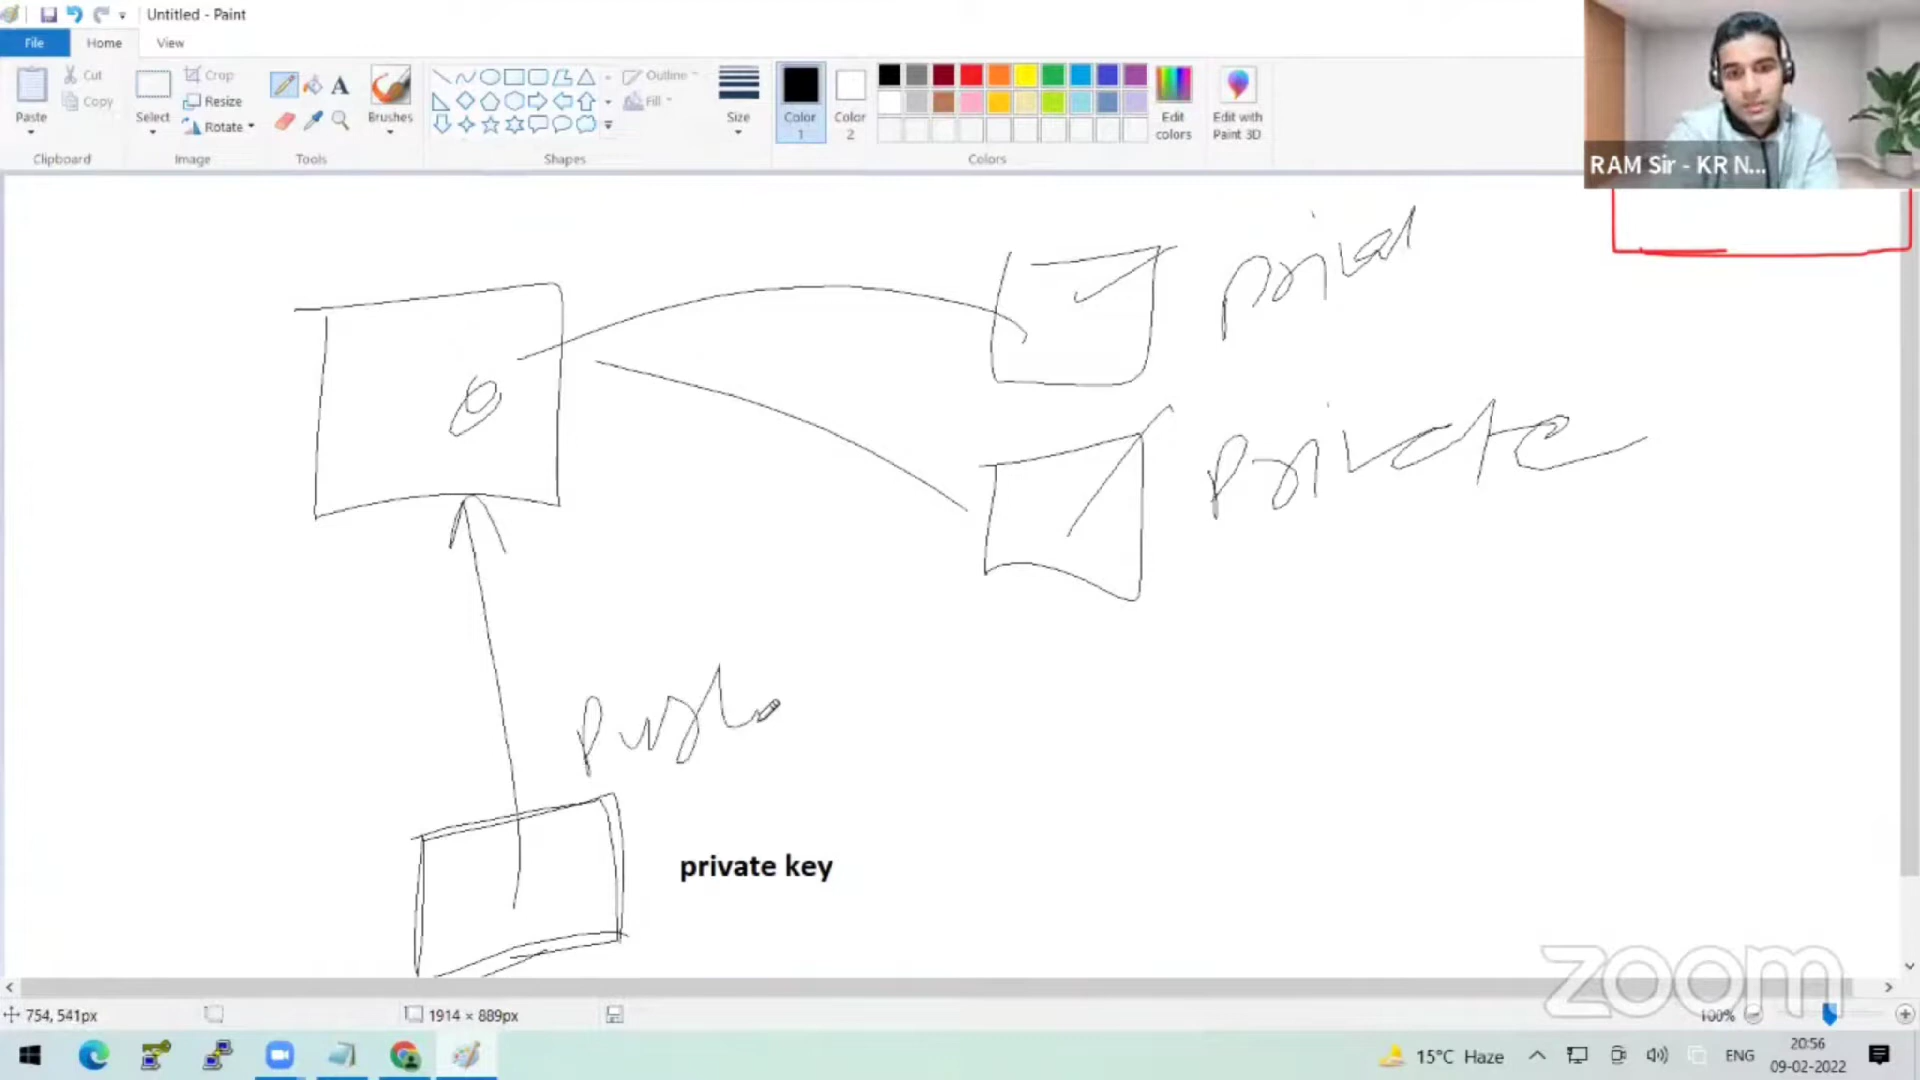 Untitled - Paint
File Home View
Cut
Copy
Paste
Clipboard
Crop
Resize
Rotate
Select
Image
Tools
Brushes
Outline
Fill
Shapes
Size
Color 1
Color 2
Colors
Edit colors
Edit with Paint 3D
RAM Sir - KR N...
private
private key
zoom
754, 541px
1914 × 889px
100%
15°C Haze
ENG
20:56
09-02-2022